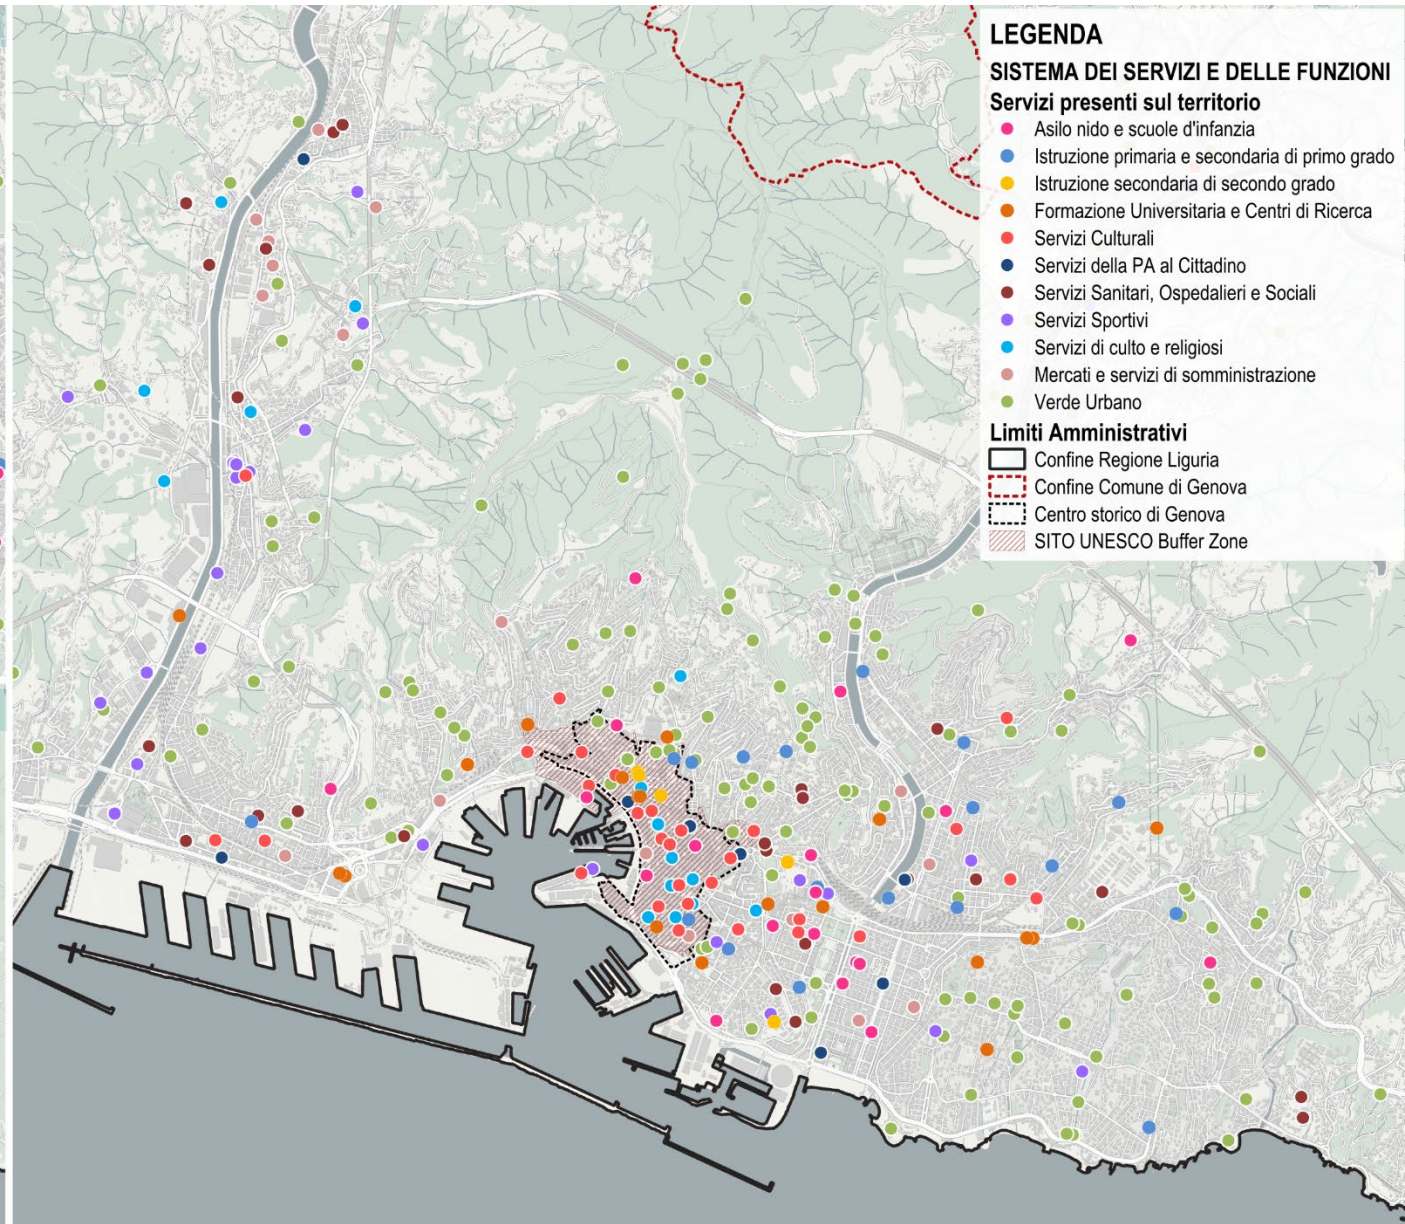 LEGENDA
SISTEMA DEI SERVIZI E DELLE FUNZIONI
Servizi presenti sul territorio
Asilo nido e scuole d'infanzia
Istruzione primaria e secondaria di primo grado
Istruzione secondaria di secondo grado
Formazione Universitaria e Centri di Ricerca
Servizi Culturali
Servizi della PA al Cittadino
Servizi Sanitari, Ospedalieri e Sociali
Servizi Sportivi
Servizi di culto e religiosi
Mercati e servizi di somministrazione
Verde Urbano
Limiti Amministrativi
Confine Regione Liguria
Confine Comune di Genova
Centro storico di Genova
SITO UNESCO Buffer Zone